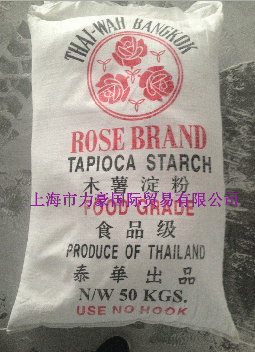 THAI-WAH BANGKOK
ROSE BRAND
TAPIOCA STARCH
木薯淀粉
上海市力豪国际贸易有限公司
FOOD GRADE
食品级
PRODUCE OF THAILAND
泰華出品
N/W 50 KGS.
USE NO HOOK